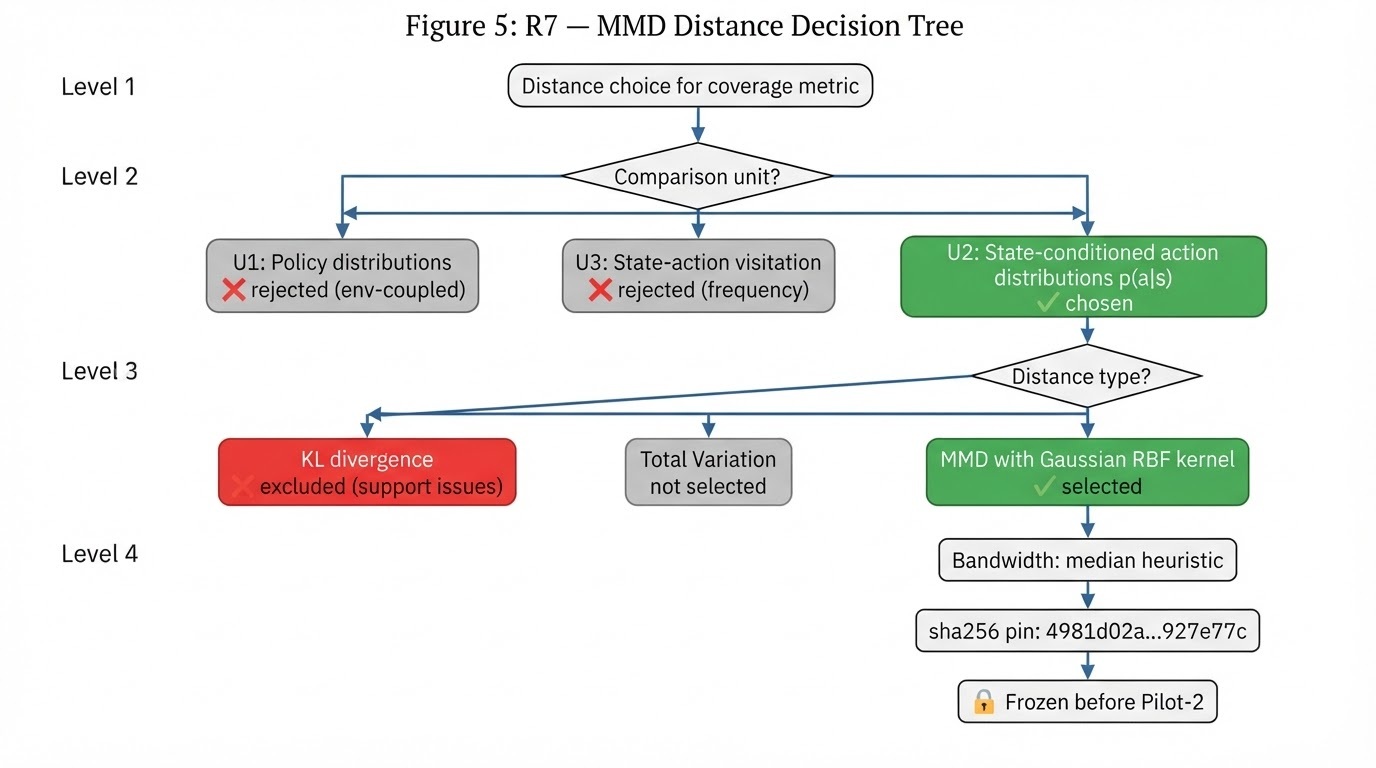 Figure 5: R7 — MMD Distance Decision Tree
Level 1
Distance choice for coverage metric
Level 2
Comparison unit?
U1: Policy distributions
❌ rejected (env-coupled)
U3: State-action visitation
❌ rejected (frequency)
U2: State-conditioned action
distributions p(a|s)
✓ chosen
Level 3
Distance type?
KL divergence
❌ excluded (support issues)
Total Variation
not selected
MMD with Gaussian RBF kernel
✓ selected
Level 4
Bandwidth: median heuristic
sha256 pin: 4981d02a...927e77c
🔒 Frozen before Pilot-2